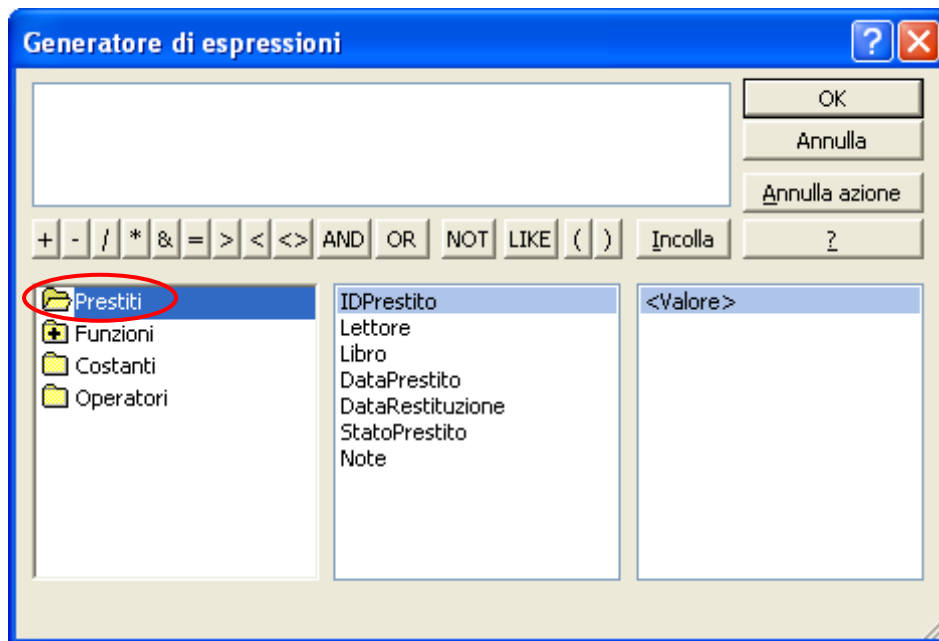 Generatore di espressioni
?
OK
Annulla
Annulla azione
+ - / * & = > < <> AND OR NOT LIKE ( ) Incolla ?
Prestiti
Funzioni
Costanti
Operatori
IDPrestito
Lettore
Libro
DataPrestito
DataRestituzione
StatoPrestito
Note
<Valore>